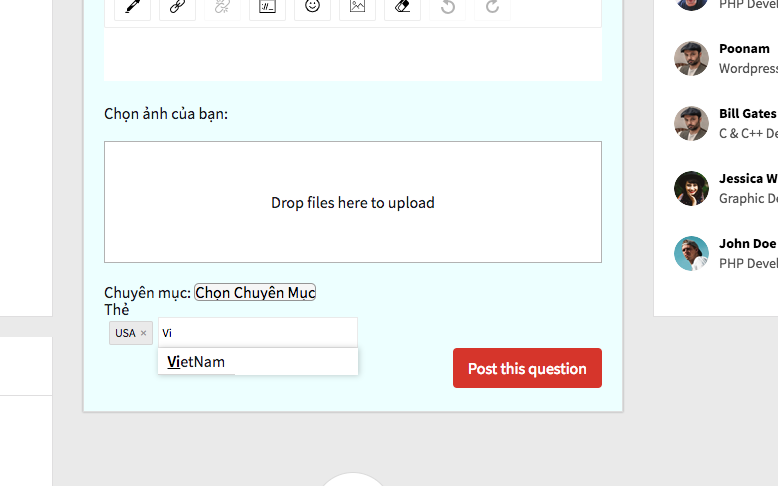 PHP Devel
Poonam
Wordpress
Chọn ảnh của bạn:
Bill Gates
C & C++ De
Drop files here to upload
Jessica W
Graphic De
John Doe
PHP Devel
Chuyên mục: Chọn Chuyên Mục
Thẻ
USA × Vi
VietNam
Post this question